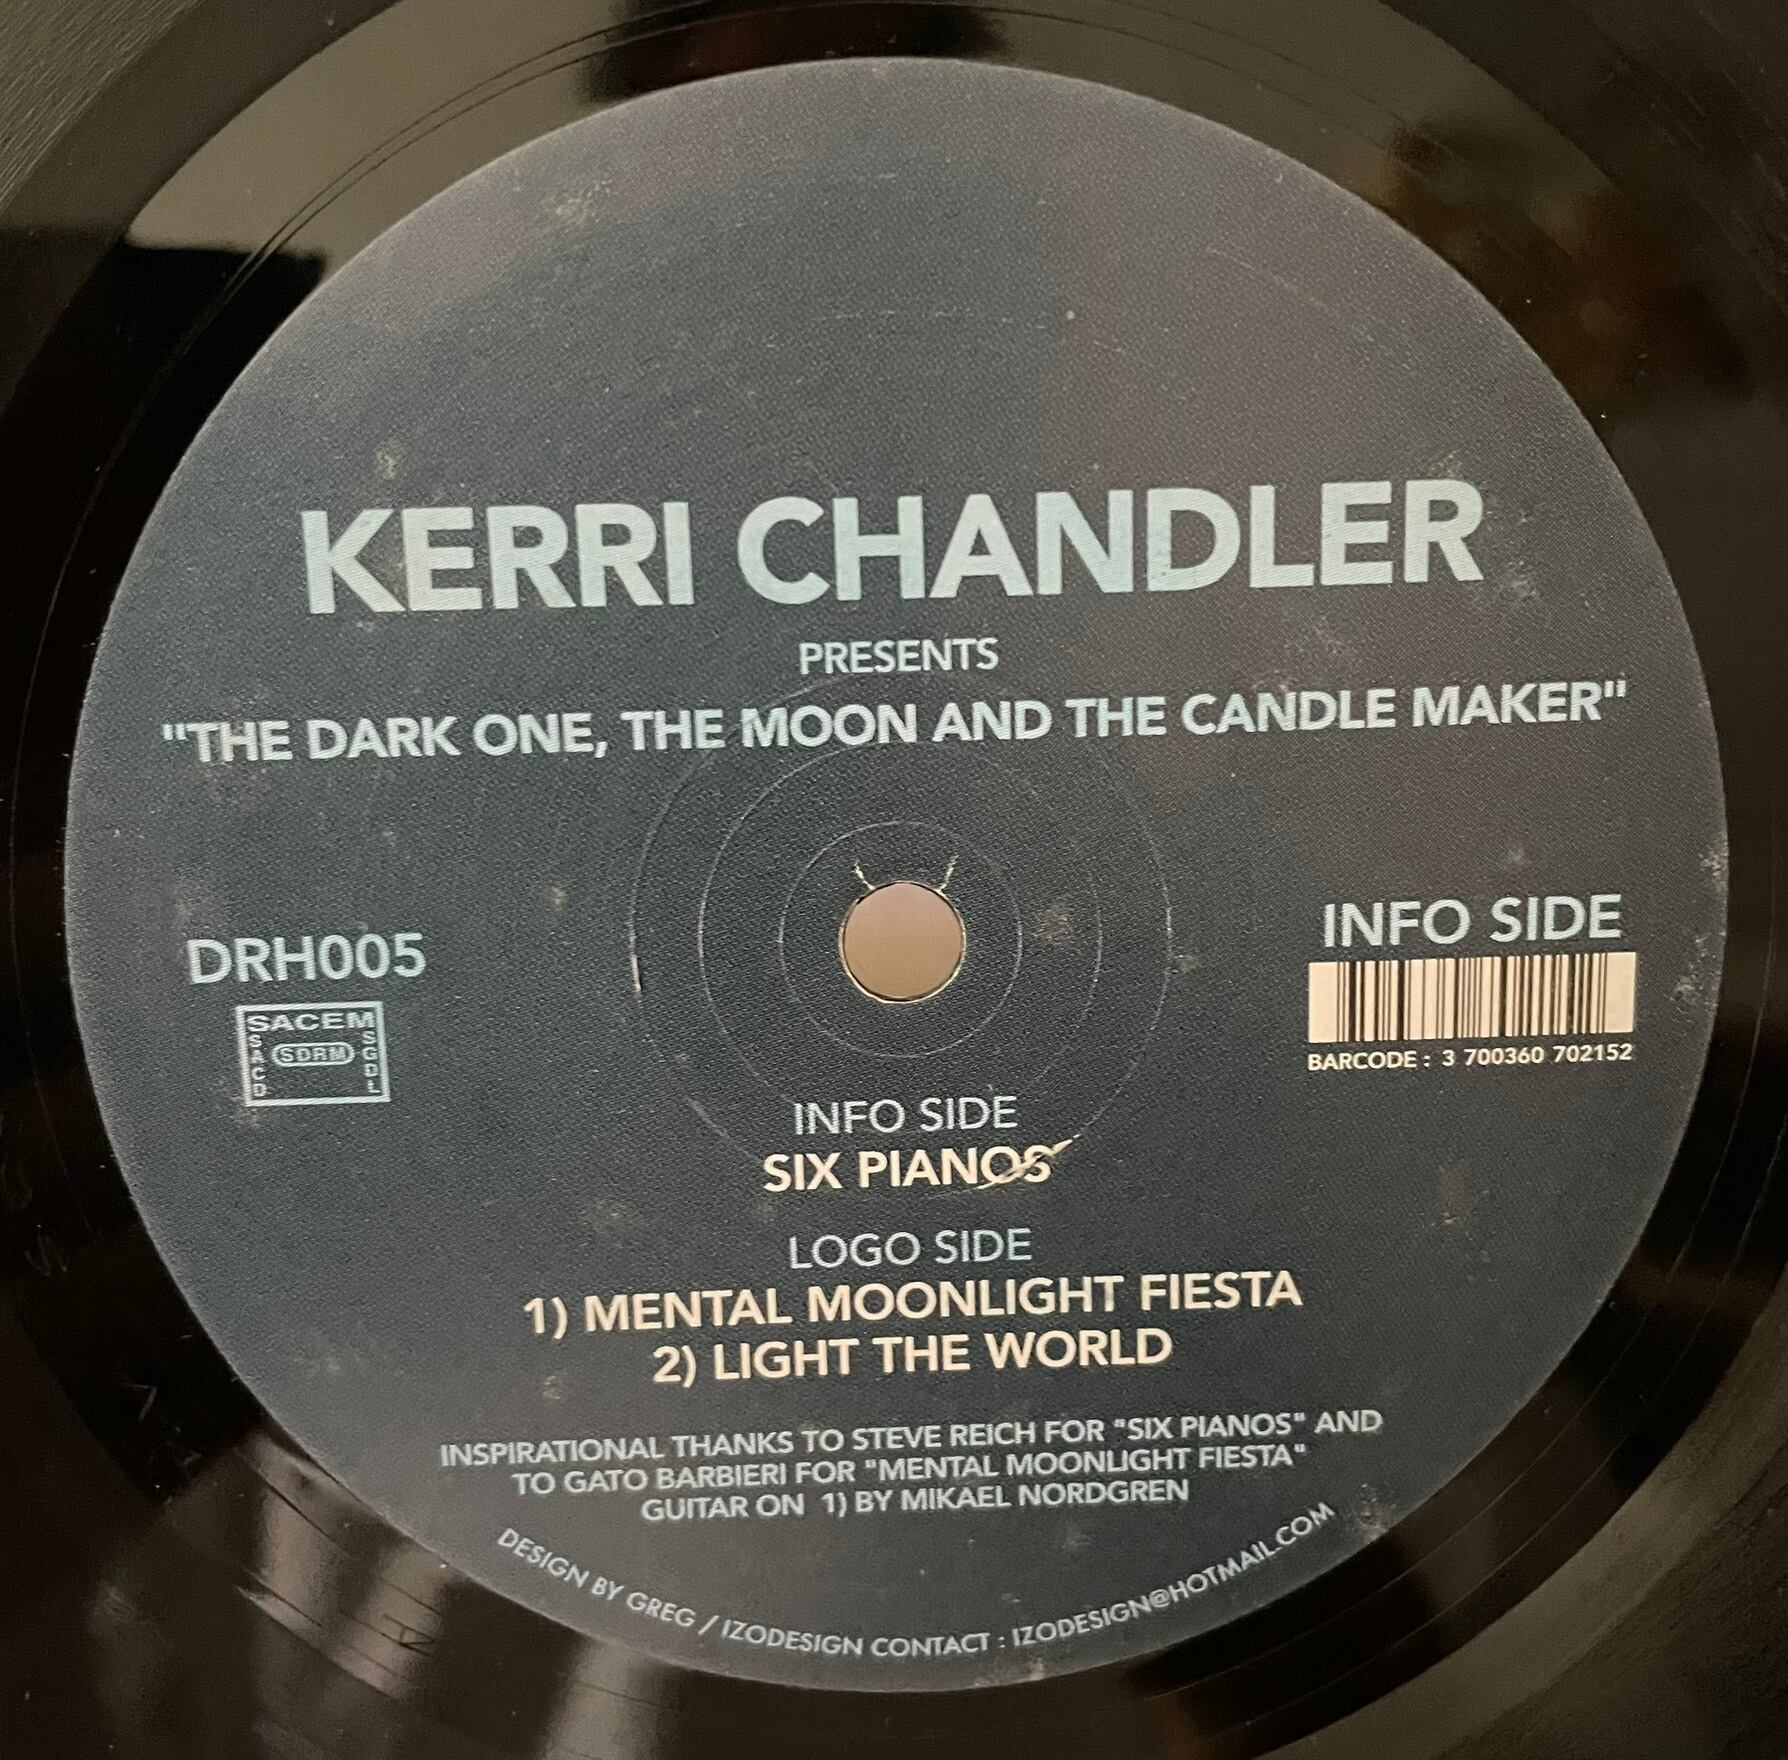 KERRI CHANDLER
PRESENTS
"THE DARK ONE, THE MOON AND THE CANDLE MAKER"
DRH005
SACEM
SACD
SDRM
SGDL
INFO SIDE
BARCODE : 3 700360 702152
INFO SIDE
SIX PIANOS
LOGO SIDE
1) MENTAL MOONLIGHT FIESTA
2) LIGHT THE WORLD
INSPIRATIONAL THANKS TO STEVE REICH FOR "SIX PIANOS" AND
TO GATO BARBIERI FOR "MENTAL MOONLIGHT FIESTA"
GUITAR ON 1) BY MIKAEL NORDGREN
DESIGN BY GREG / IZODESIGN CONTACT : IZODESIGN@HOTMAIL.COM